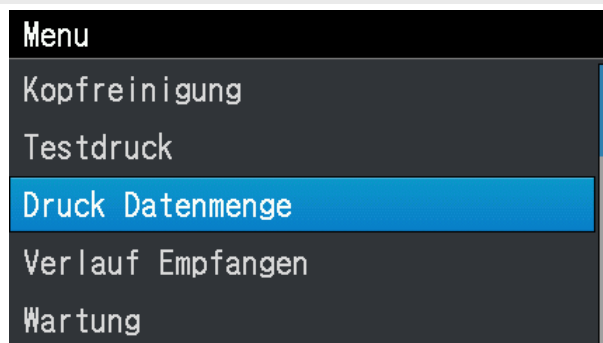 Menu
Kopfreinigung
Testdruck
Druck Datenmenge
Verlauf Empfangen
Wartung